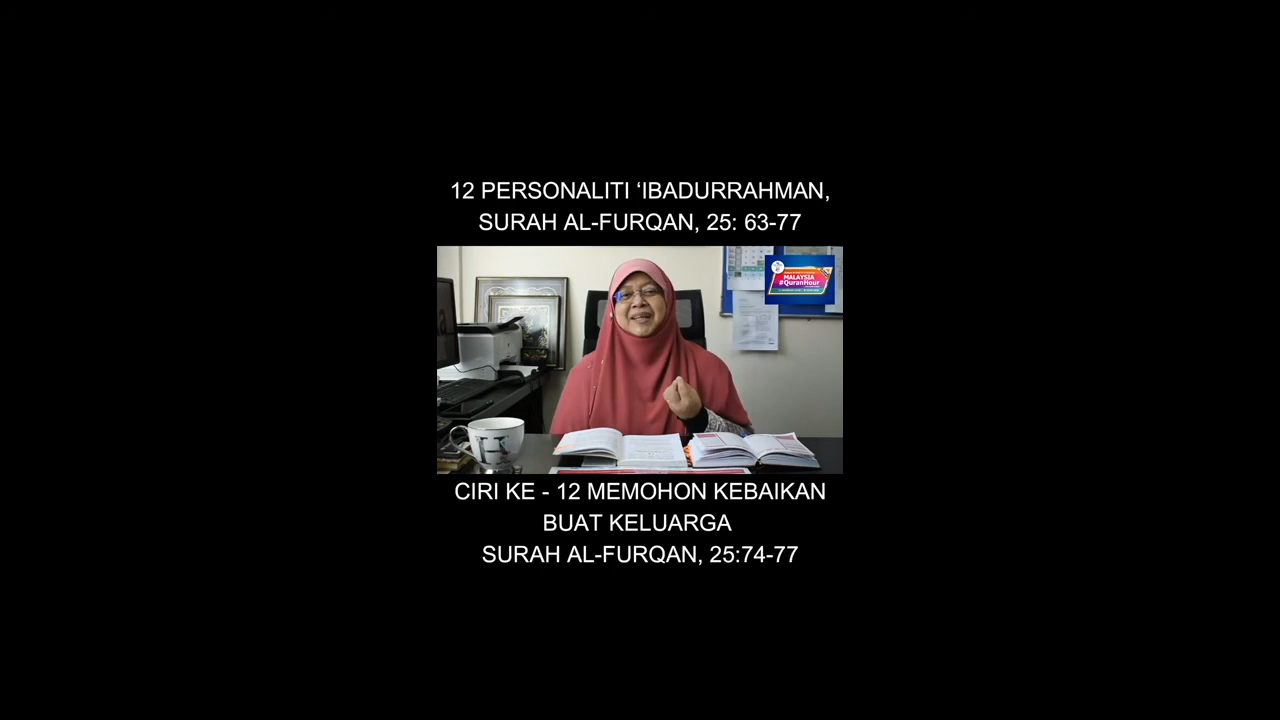 12 PERSONALITI ‘IBADURRAHMAN,
SURAH AL-FURQAN, 25: 63-77
MALAYSIA
#QuranHour
CIRI KE - 12 MEMOHON KEBAIKAN
BUAT KELUARGA
SURAH AL-FURQAN, 25:74-77